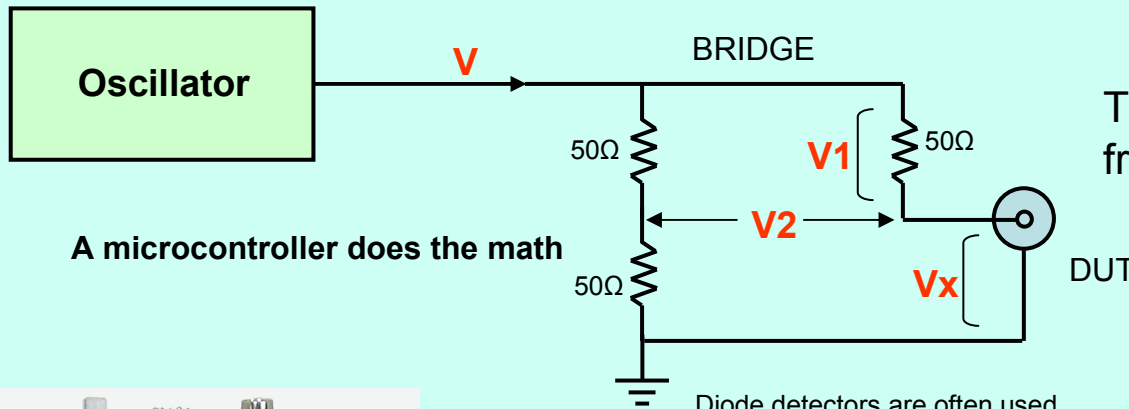 Oscillator
V
BRIDGE
50Ω
V1
50Ω
V2
A microcontroller does the math
50Ω
Vx
DUT
Diode detectors are often used